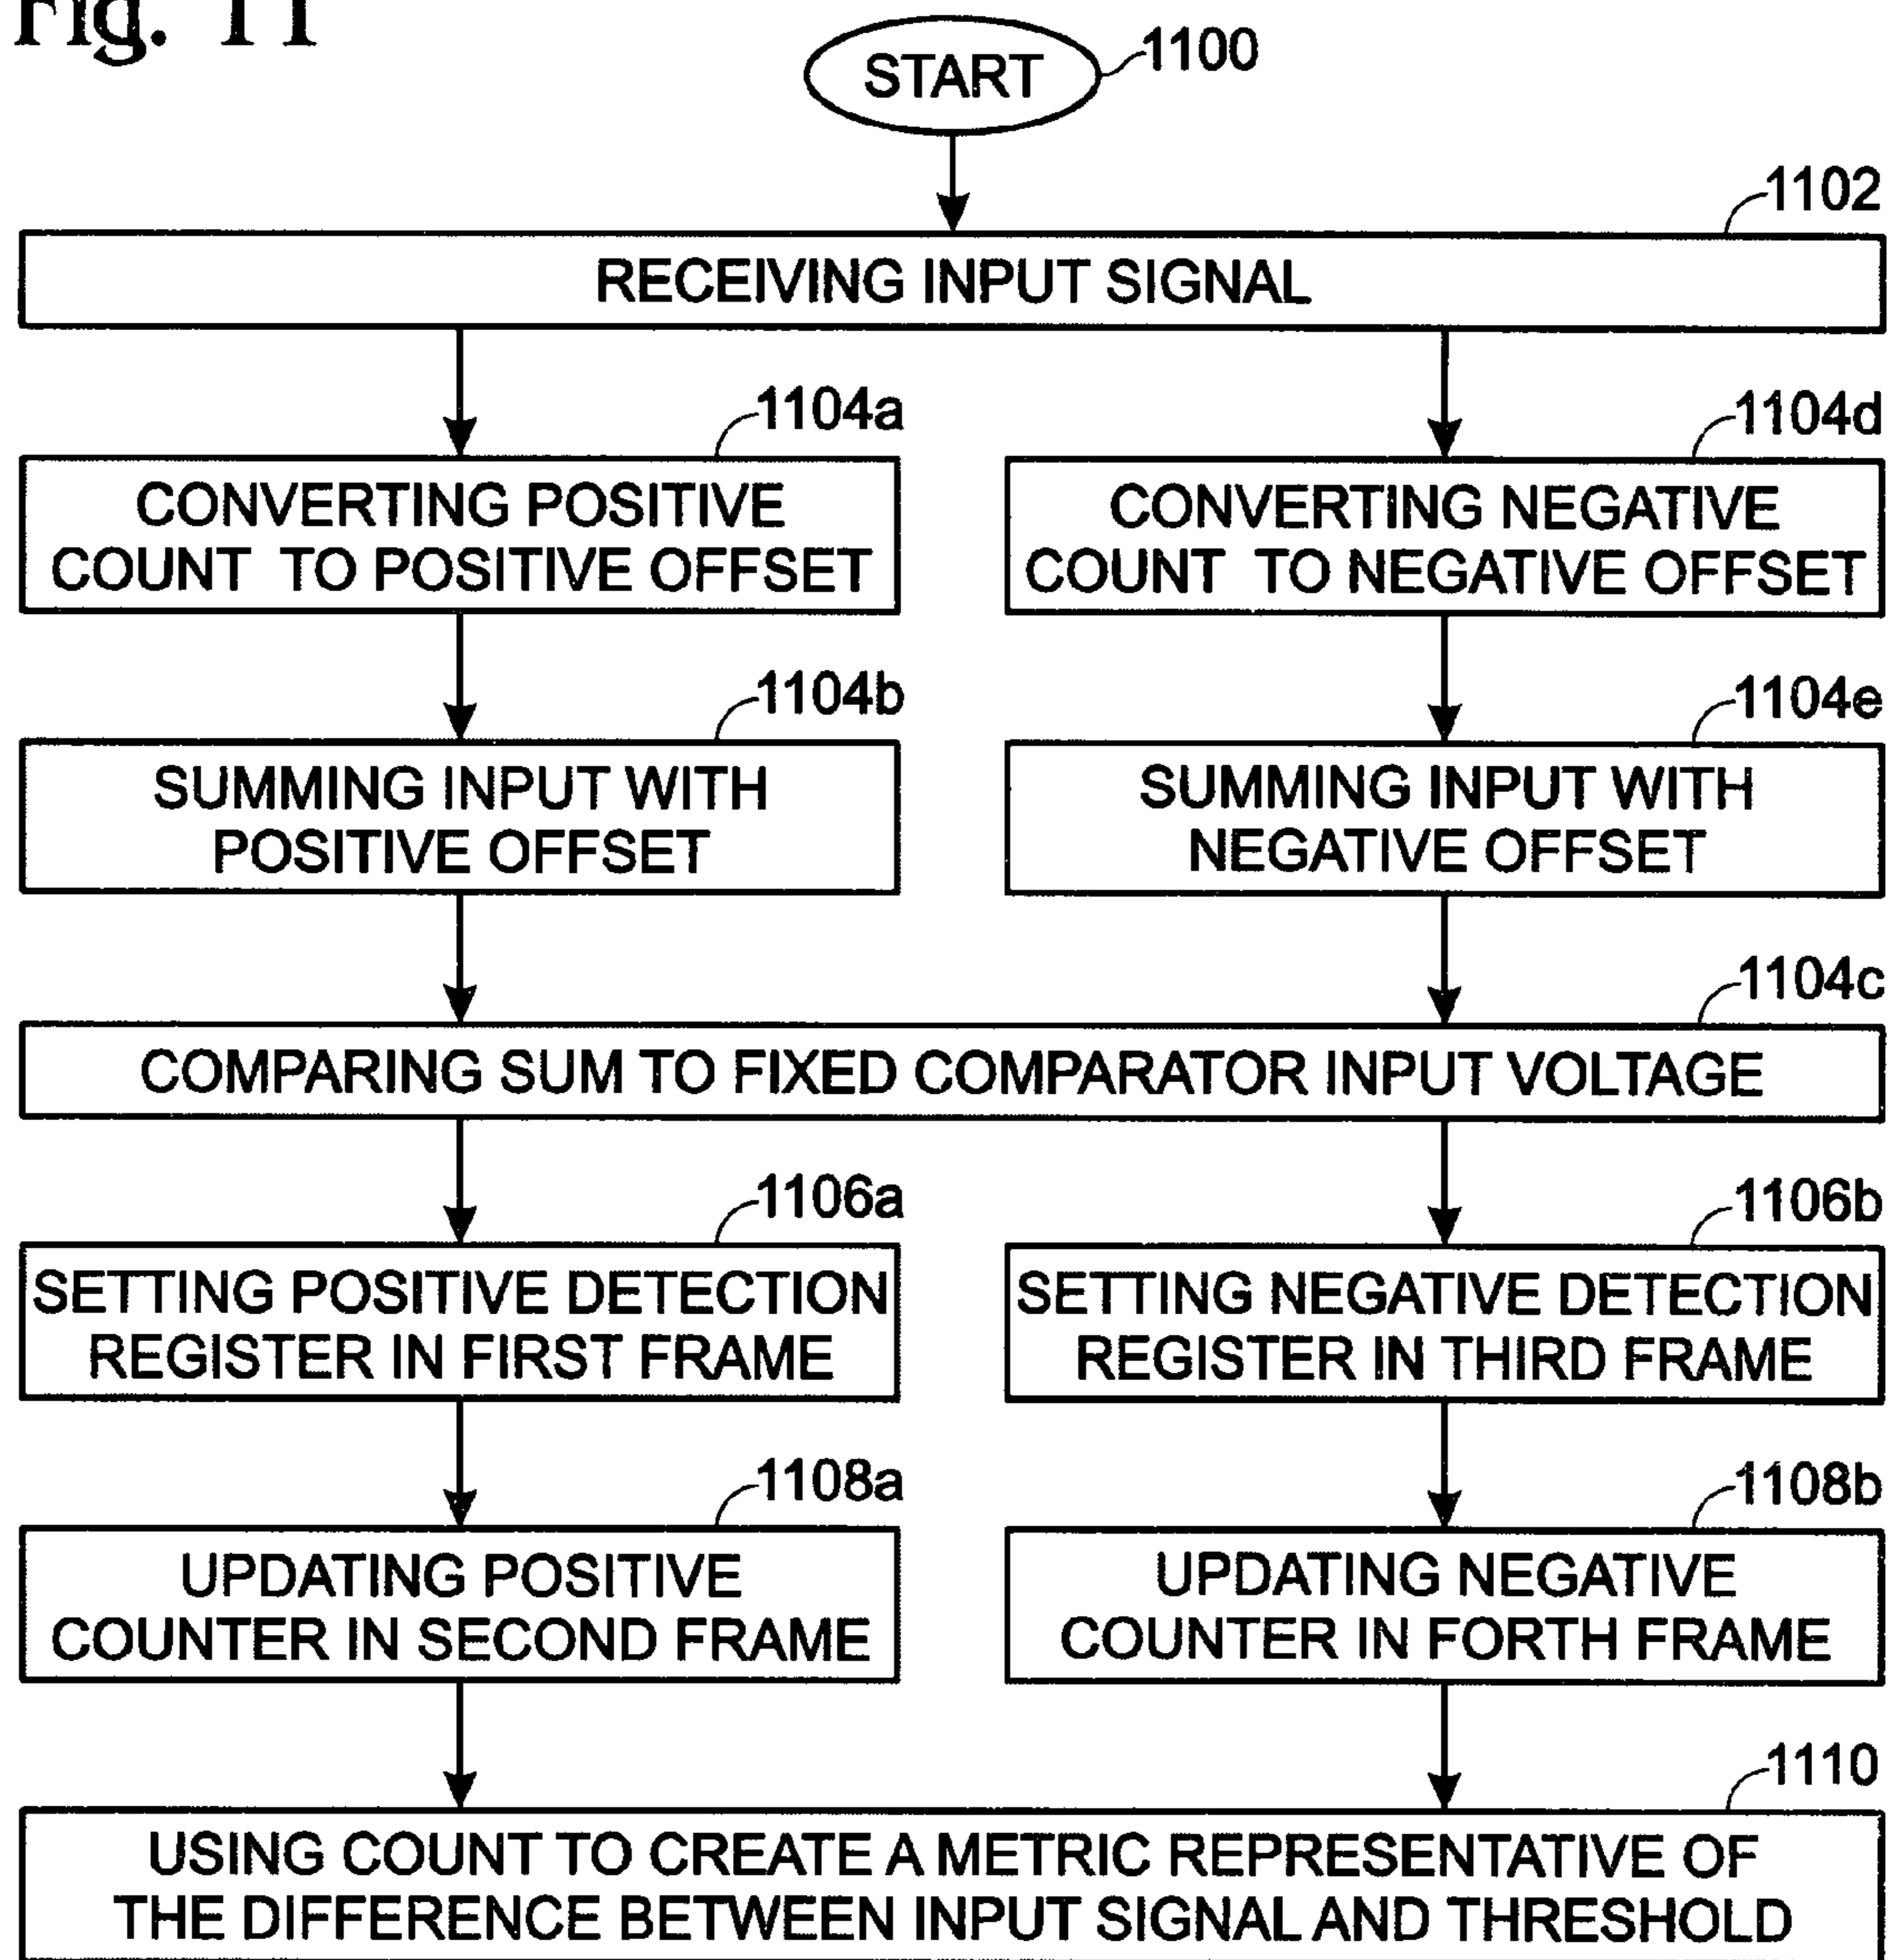 Fig. 11
START
1100
1102
RECEIVING INPUT SIGNAL
1104a
CONVERTING POSITIVE
COUNT TO POSITIVE OFFSET
1104d
CONVERTING NEGATIVE
COUNT TO NEGATIVE OFFSET
1104b
SUMMING INPUT WITH
POSITIVE OFFSET
1104e
SUMMING INPUT WITH
NEGATIVE OFFSET
1104c
COMPARING SUM TO FIXED COMPARATOR INPUT VOLTAGE
1106a
SETTING POSITIVE DETECTION
REGISTER IN FIRST FRAME
1106b
SETTING NEGATIVE DETECTION
REGISTER IN THIRD FRAME
1108a
UPDATING POSITIVE
COUNTER IN SECOND FRAME
1108b
UPDATING NEGATIVE
COUNTER IN FORTH FRAME
1110
USING COUNT TO CREATE A METRIC REPRESENTATIVE OF
THE DIFFERENCE BETWEEN INPUT SIGNAL AND THRESHOLD